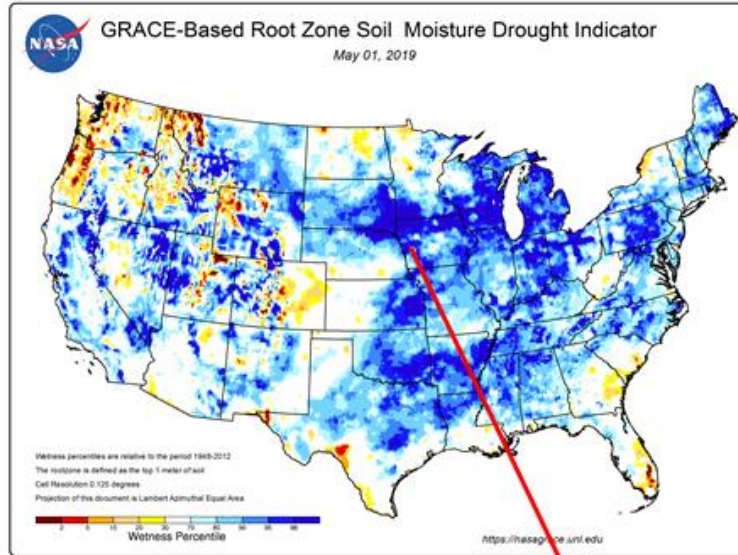 NASA
GRACE-Based Root Zone Soil Moisture Drought Indicator
May 01, 2019
Wetness percentiles are relative to the period 1948-2012
The rootzone is defined as the top 1 meter of soil
Cell Resolution 0.125 degrees
Projection of this document is Lambert Azimuthal Equal Area
2 5 10 20 30 70 80 90 95 98
Wetness Percentile
https://nasagrace.unl.edu